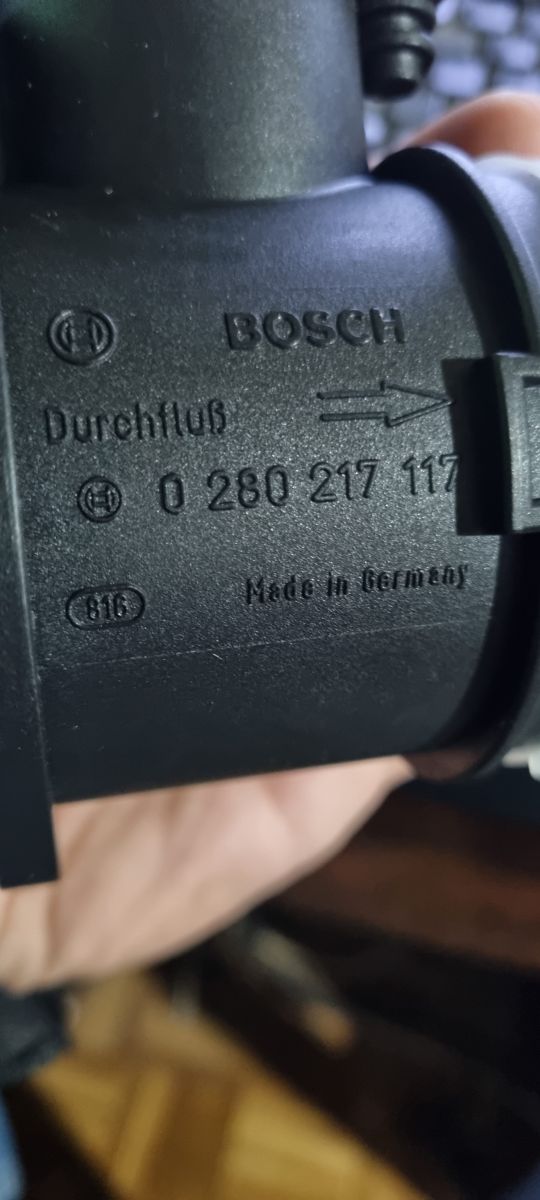 BOSCH
Durchfluß
0 280 217 117
816
Made in Germany